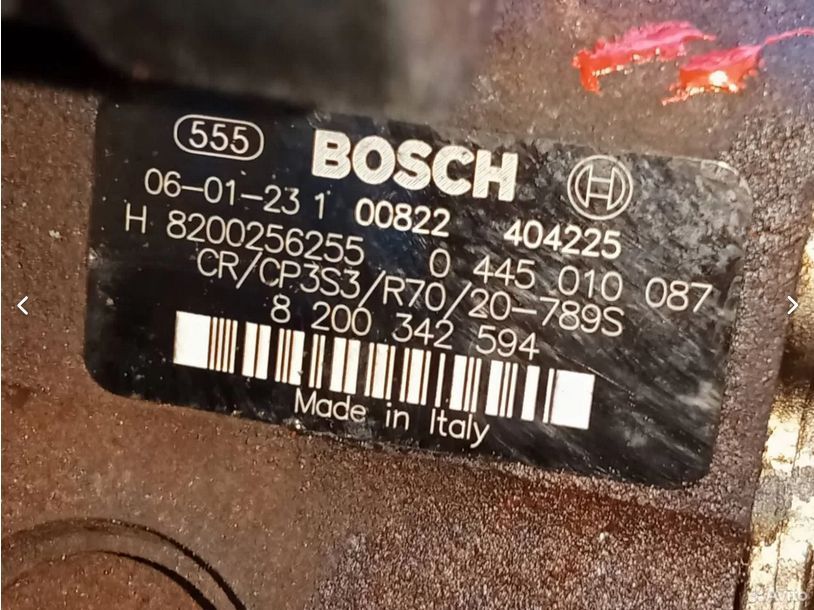 555 BOSCH
06-01-23 1 00822 404225
H 8200256255 0 445 010 087
CR/CP3S3/R70/20-789S
8 200 342 594
Made in Italy
Avito